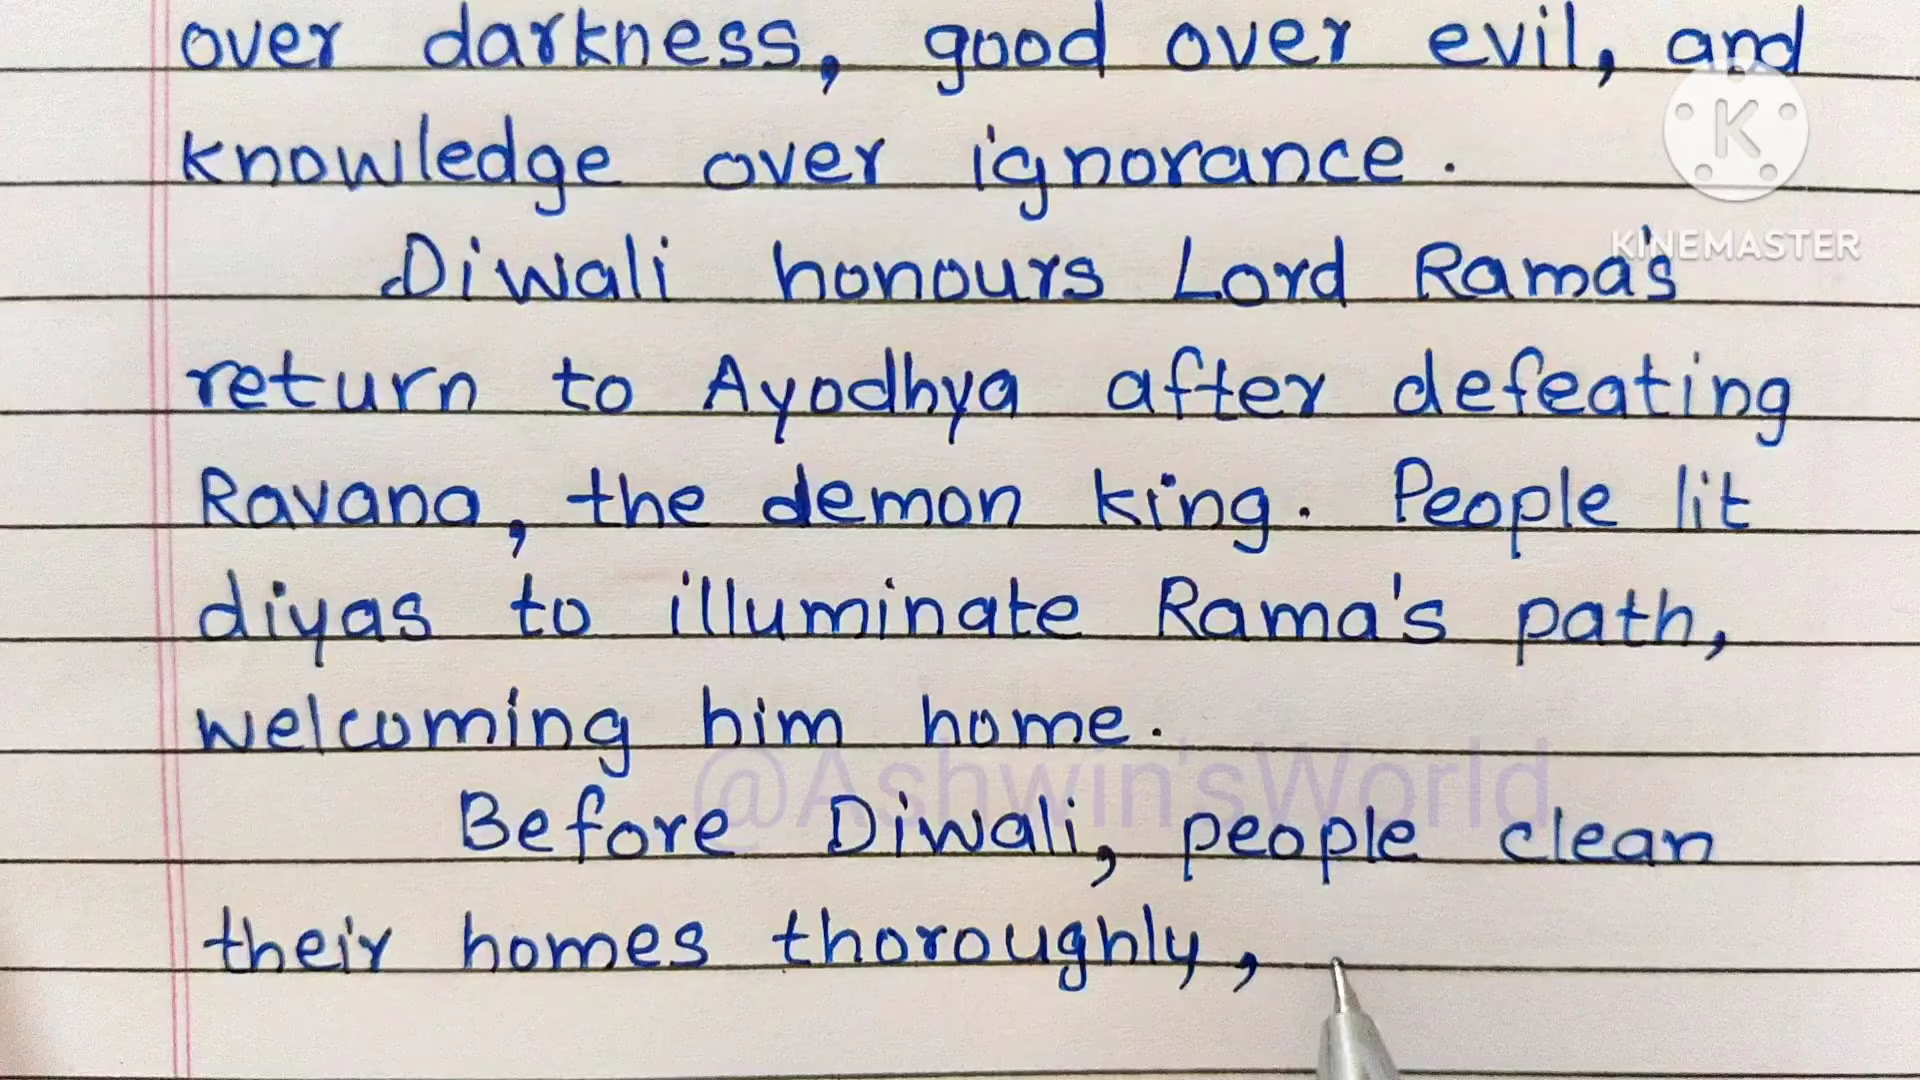 over darkness, good over evil, and
knowledge over ignorance.
K
KINEMASTER
Diwali honours Lord Rama's
return to Ayodhya after defeating
Ravana, the demon king. People lit
diyas to illuminate Rama's path,
welcoming him home.
@Ashwin'sWorld
Before Diwali, people clean
their homes thoroughly,